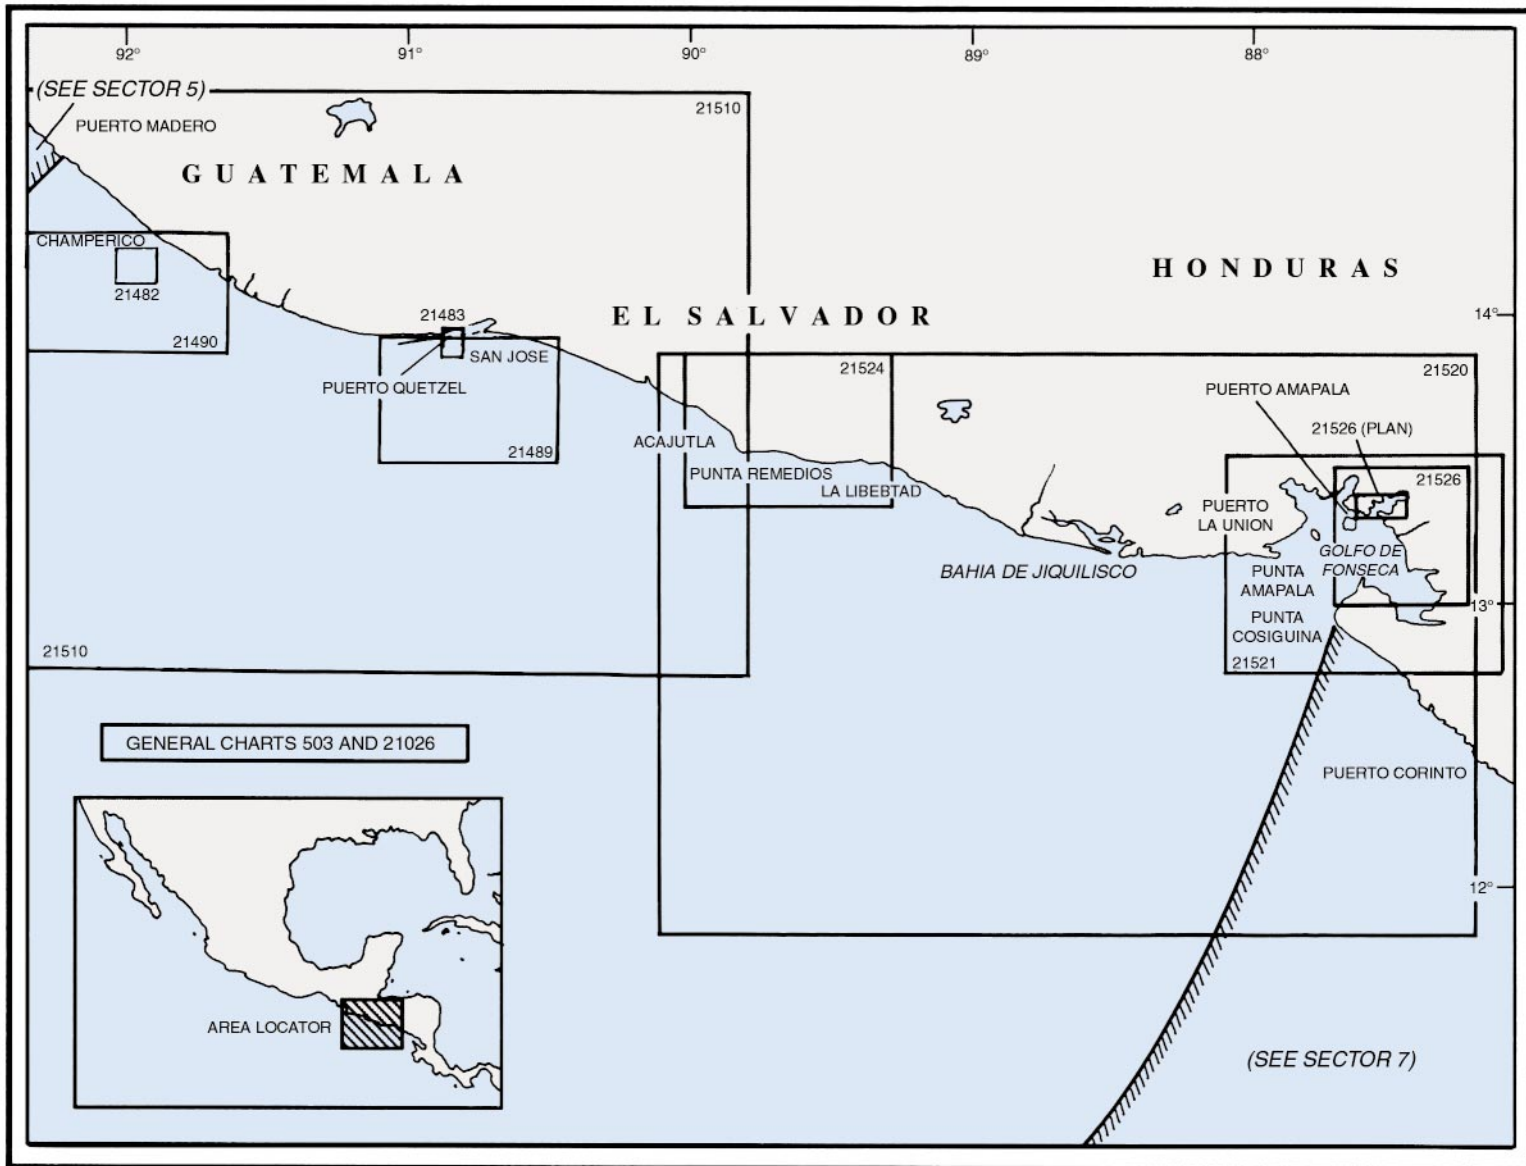 92°
91°
90°
89°
88°
(SEE SECTOR 5)
21510
PUERTO MADERO
GUATEMALA
CHAMPERICO
HONDURAS
21482
21483
EL SALVADOR
14°
21490
SAN JOSE
21524
21520
PUERTO QUETZEL
PUERTO AMAPALA
21526 (PLAN)
ACAJUTLA
21489
PUNTA REMEDIOS
21526
LA LIBEBTAD
PUERTO
LA UNION
GOLFO DE
FONSECA
BAHIA DE JIQUILISCO
PUNTA
AMAPALA
13°
PUNTA
COSIGUINA
21510
21521
GENERAL CHARTS 503 AND 21026
PUERTO CORINTO
12°
AREA LOCATOR
(SEE SECTOR 7)